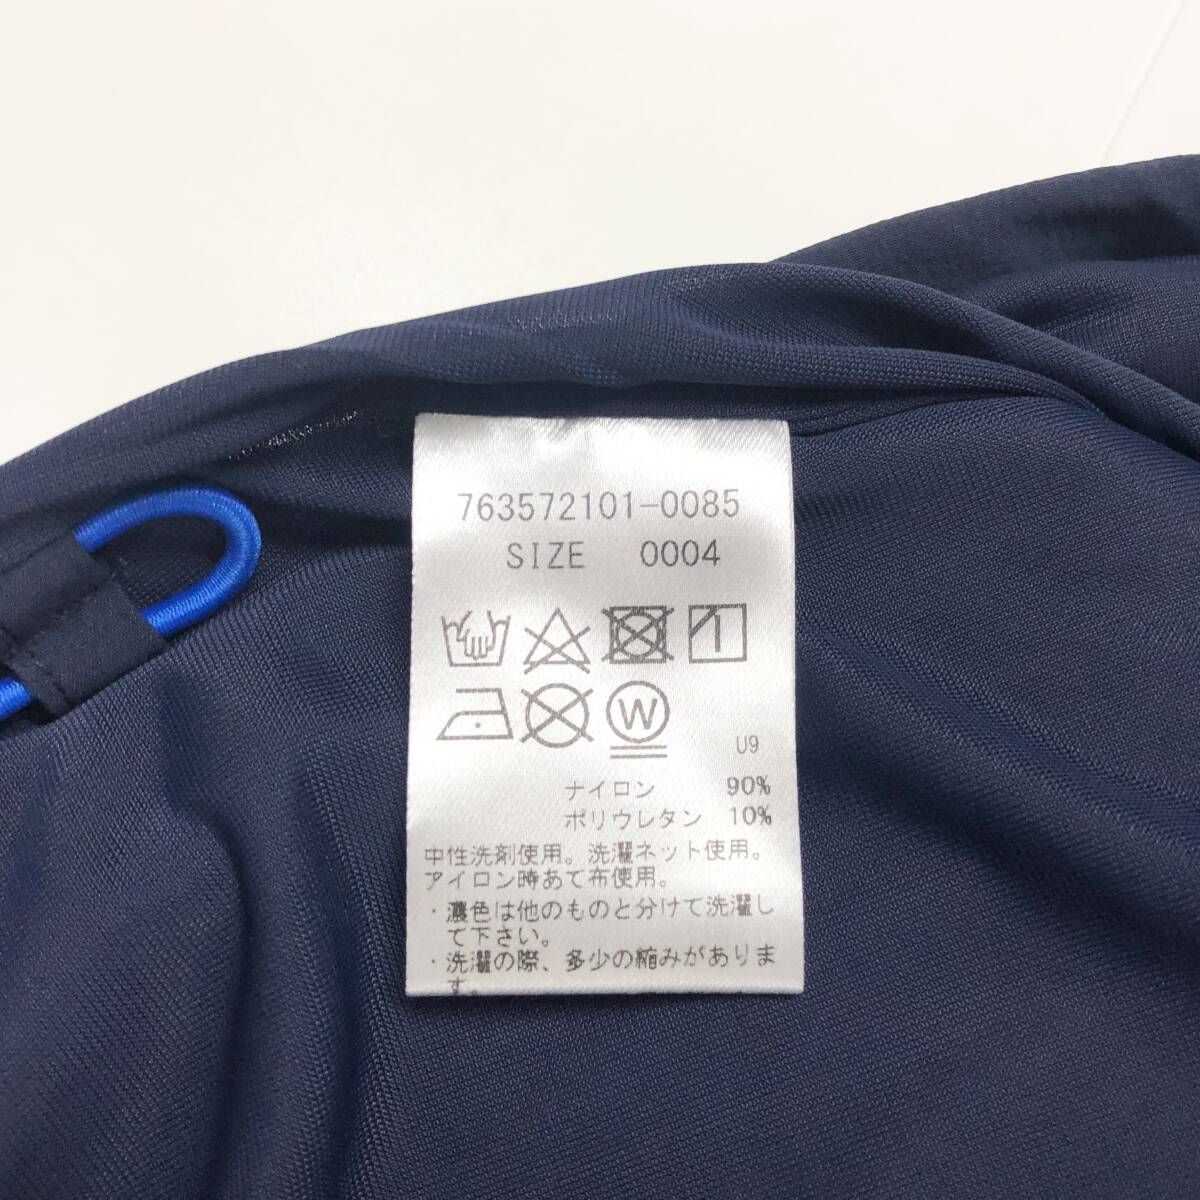 763572101-0085
SIZE 0004
W
U9
ナイロン 90%
ポリウレタン 10%
中性洗剤使用。洗濯ネット使用。
アイロン時あて布使用。
・濃色は他のものと分けて洗濯し
て下さい。
・洗濯の際、多少の縮みがありま
す。